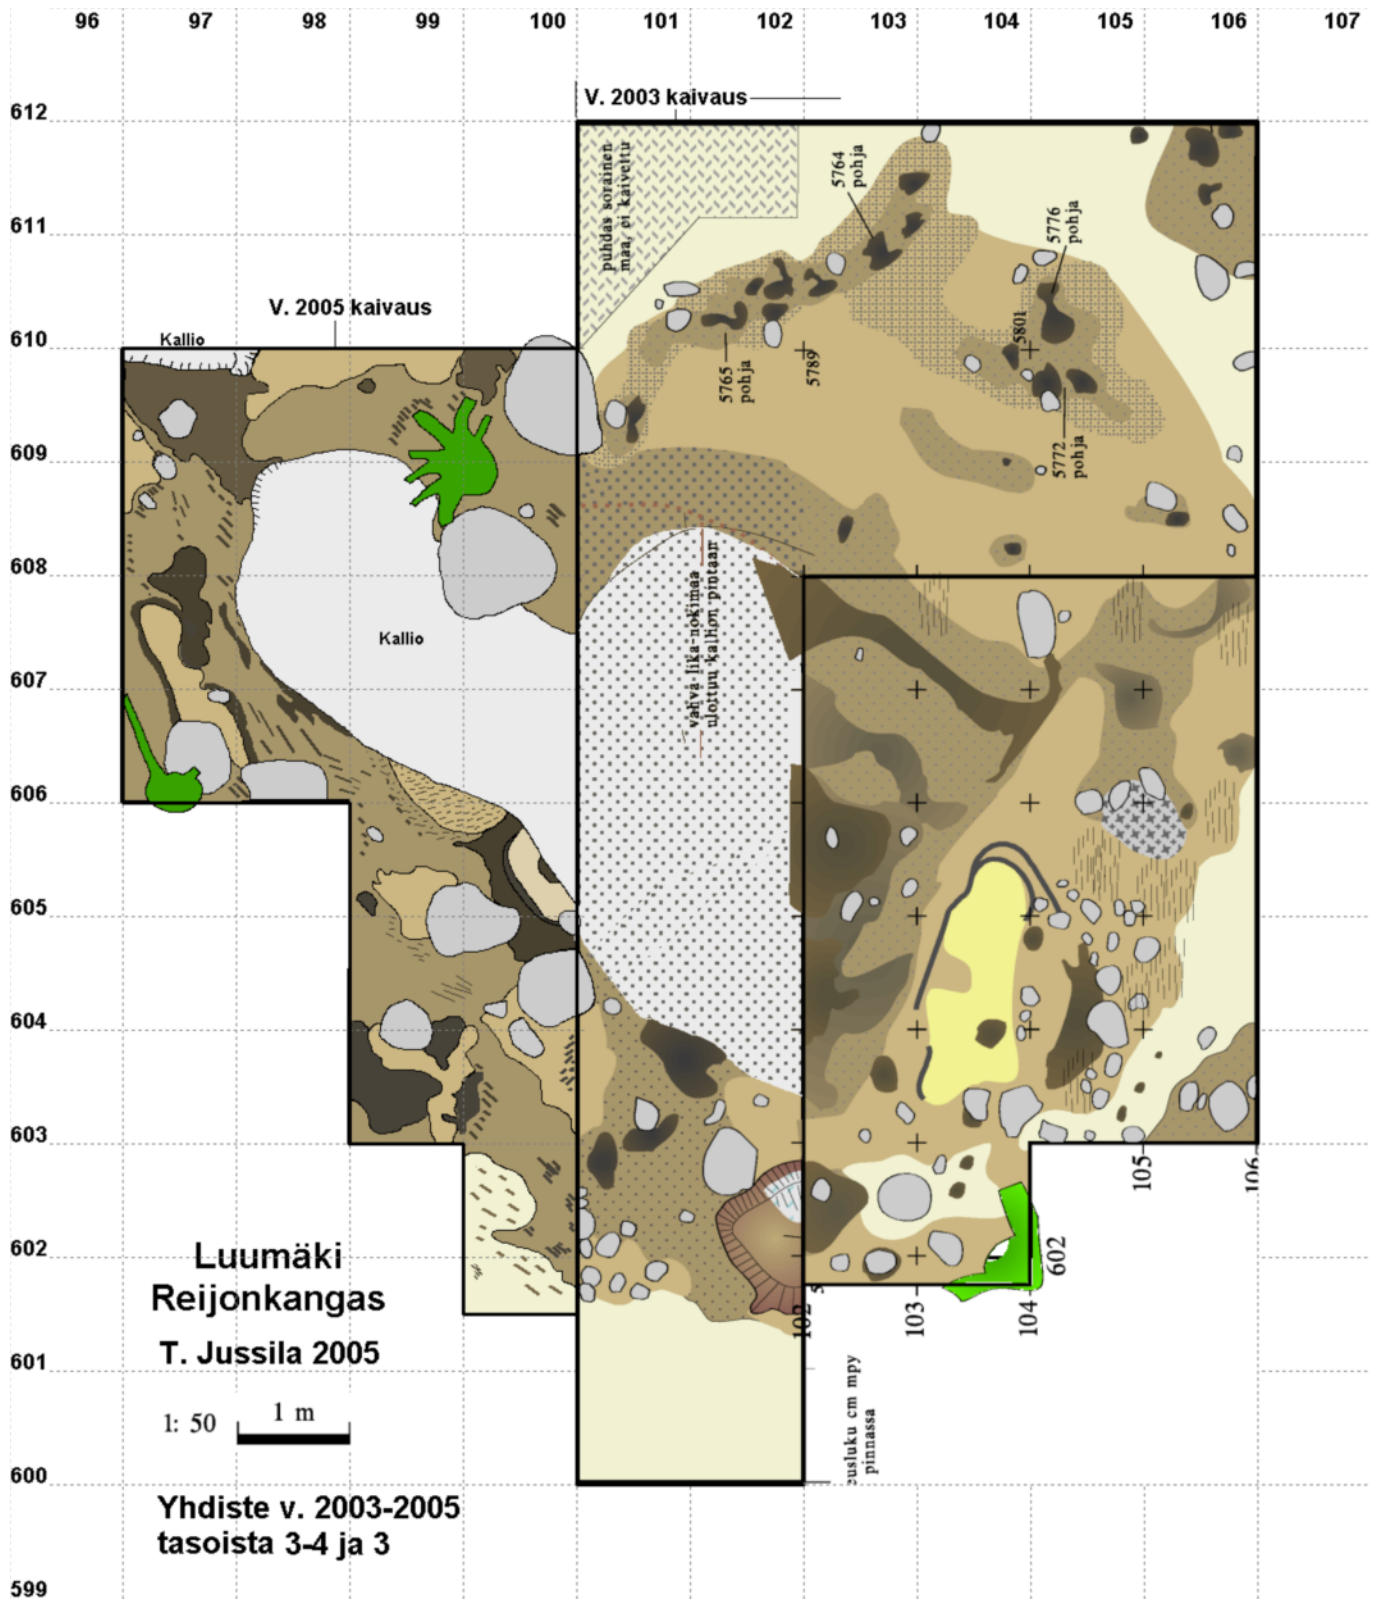 96 97 98 99 100 101 102 103 104 105 106 107
612
V. 2003 kaivaus
puhdas sorainen
maa, ei kaivettu
5764
pohja
611
5776
pohja
V. 2005 kaivaus
610
Kallio
5801
5765
pohja
5789
5772
pohja
609
608
vahva-lika-nokimaa
ulottuu kallion pintaan
Kallio
607
606
605
604
603
105
106
602
602
Luumäki
Reijonkangas
102
103
104
T. Jussila 2005
601
eusluku cm mpy
pinnassa
1: 50
1 m
600
Yhdiste v. 2003-2005
tasoista 3-4 ja 3
599